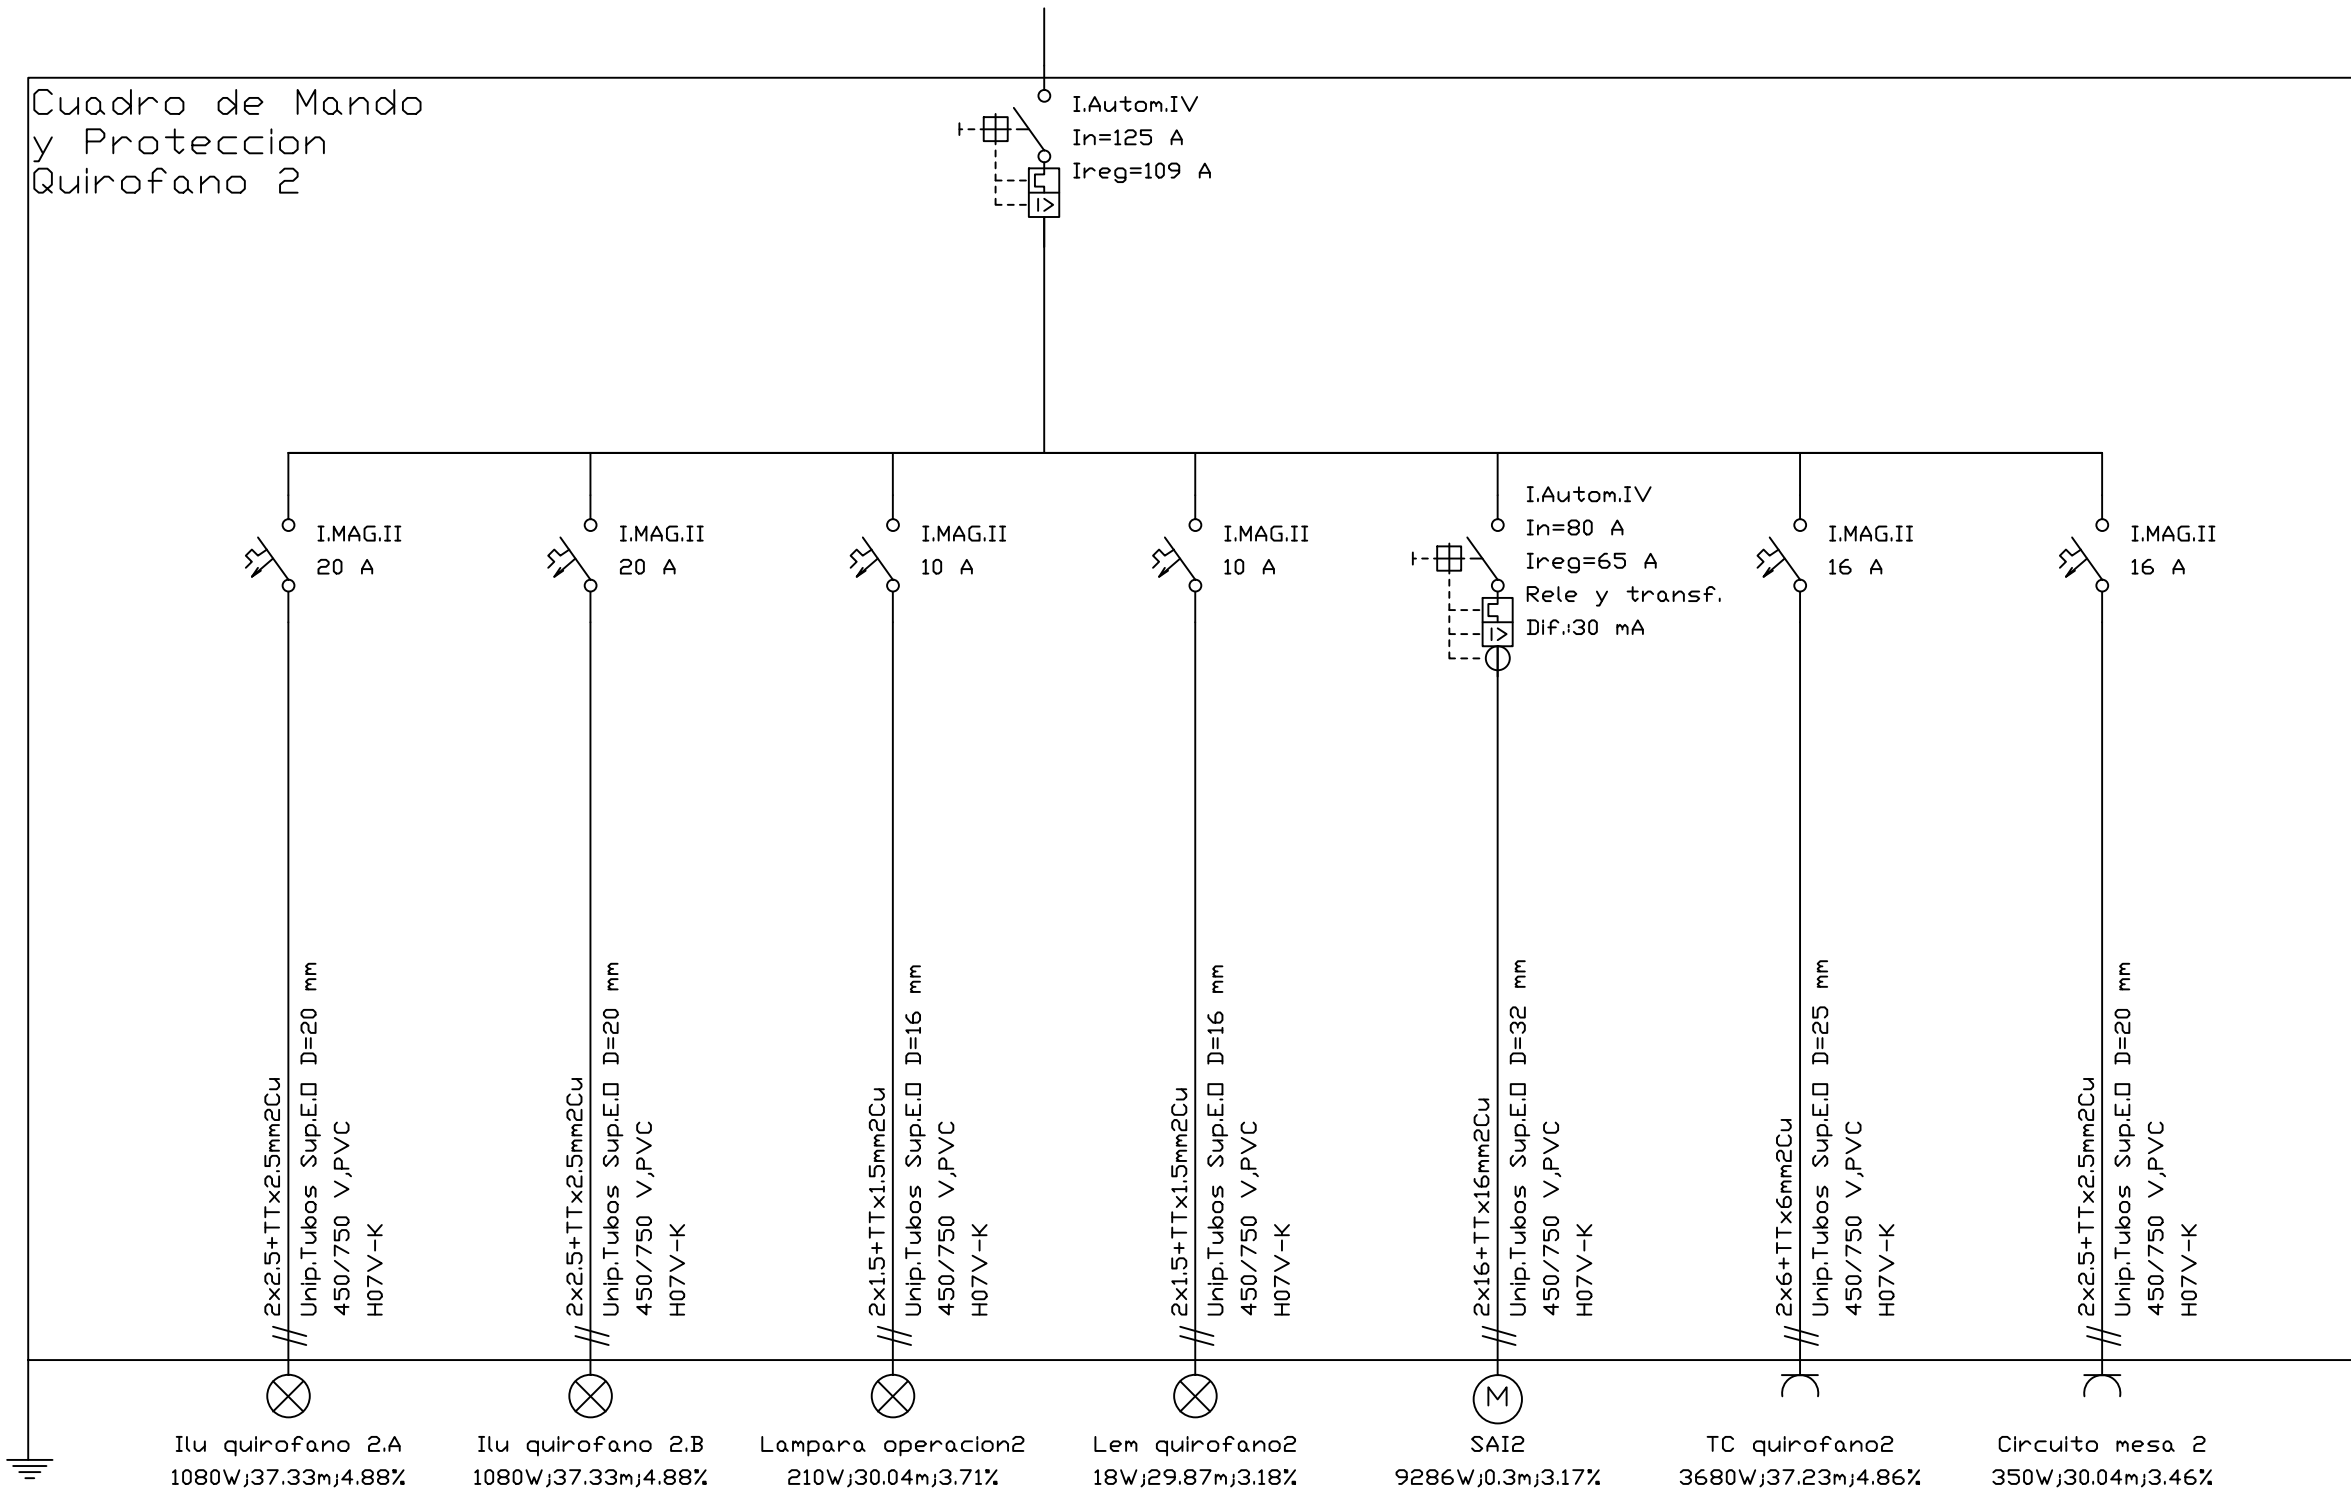 Cuadro de Mando
y Proteccion
Quirofano 2
I.Autom.IV
In=125 A
Ireg=109 A
I.MAG.II
20 A
I.MAG.II
20 A
I.MAG.II
10 A
I.MAG.II
10 A
I.Autom.IV
In=80 A
Ireg=65 A
Rele y transf.
Dif.:30 mA
I.MAG.II
16 A
I.MAG.II
16 A
2x2.5+TTx2.5mm2Cu
Unip.Tubos Sup.E.□ D=20 mm
450/750 V,PVC
H07V-K
2x2.5+TTx2.5mm2Cu
Unip.Tubos Sup.E.□ D=20 mm
450/750 V,PVC
H07V-K
2x1.5+TTx1.5mm2Cu
Unip.Tubos Sup.E.□ D=16 mm
450/750 V,PVC
H07V-K
2x1.5+TTx1.5mm2Cu
Unip.Tubos Sup.E.□ D=16 mm
450/750 V,PVC
H07V-K
2x16+TTx16mm2Cu
Unip.Tubos Sup.E.□ D=32 mm
450/750 V,PVC
H07V-K
2x6+TTx6mm2Cu
Unip.Tubos Sup.E.□ D=25 mm
450/750 V,PVC
H07V-K
2x2.5+TTx2.5mm2Cu
Unip.Tubos Sup.E.□ D=20 mm
450/750 V,PVC
H07V-K
M
Ilu quirofano 2.A
1080W;37.33m;4.88%
Ilu quirofano 2.B
1080W;37.33m;4.88%
Lampara operacion2
210W;30.04m;3.71%
Lem quirofano2
18W;29.87m;3.18%
SAI2
9286W;0.3m;3.17%
TC quirofano2
3680W;37.23m;4.86%
Circuito mesa 2
350W;30.04m;3.46%